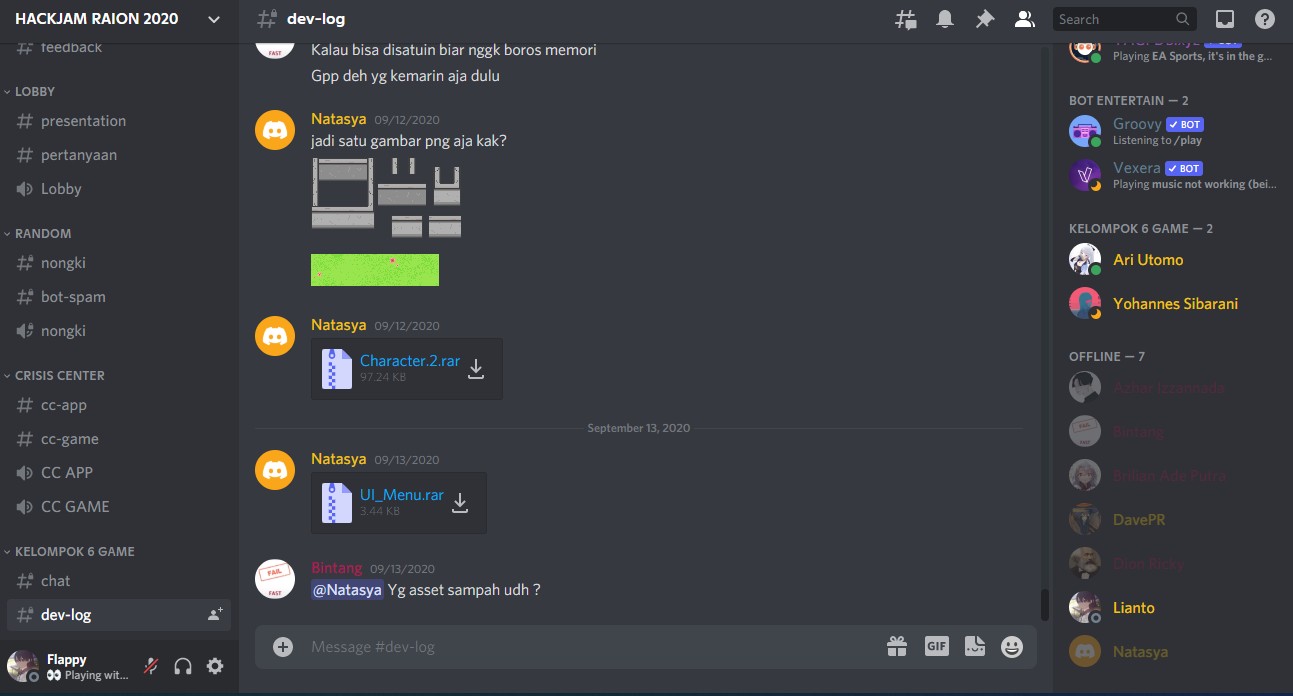 HACKJAM RAION 2020
feedback
LOBBY
presentation
pertanyaan
Lobby
RANDOM
nongki
bot-spam
nongki
CRISIS CENTER
cc-app
cc-game
CC APP
CC GAME
KELOMPOK 6 GAME
chat
dev-log
Flappy
👀 Playing wit...
dev-log
Search
FAST
Kalau bisa disatuin biar nggk boros memori
Gpp deh yg kemarin aja dulu
Natasya 09/12/2020
jadi satu gambar png aja kak?
Natasya 09/12/2020
Character.2.rar
97.24 KB
September 13, 2020
Natasya 09/13/2020
UI_Menu.rar
3.44 KB
FAIL
FAST
Bintang 09/13/2020
@Natasya Yg asset sampah udh ?
Message #dev-log
GIF
Playing EA Sports, it's in the g...
BOT ENTERTAIN — 2
Groovy ✓ BOT
Listening to /play
Vexera ✓ BOT
Playing music not working (bei...
KELOMPOK 6 GAME — 2
Ari Utomo
Yohannes Sibarani
OFFLINE — 7
Bintang
DavePR
Lianto
Natasya